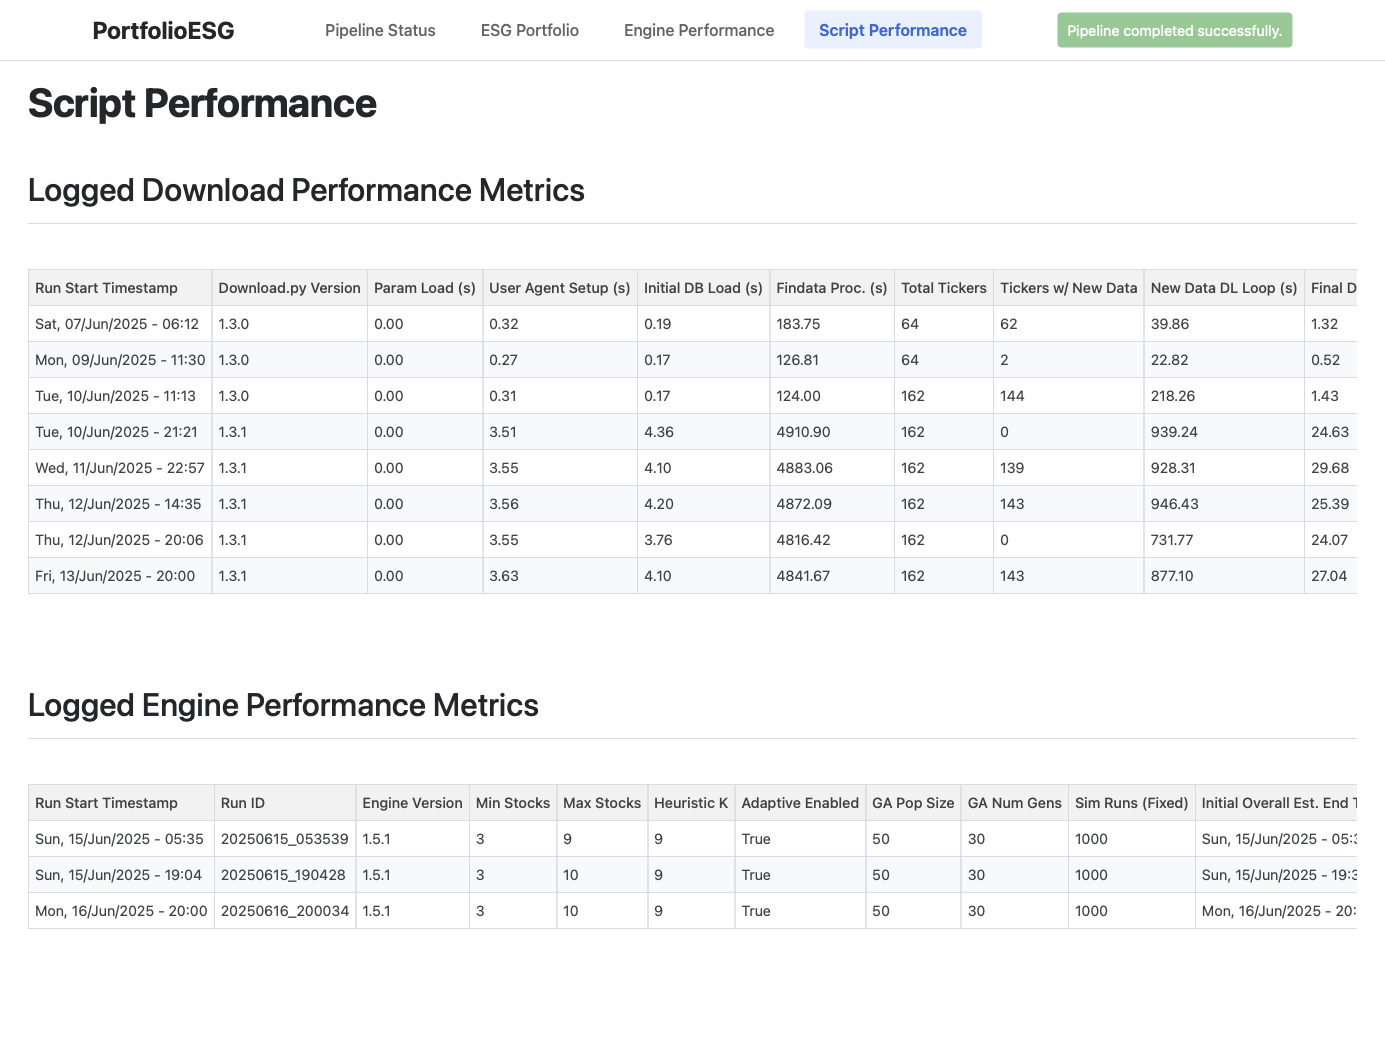 PortfolioESG Pipeline Status ESG Portfolio Engine Performance Script Performance Pipeline completed successfully.
Script Performance
Logged Download Performance Metrics
Run Start Timestamp Download.py Version Param Load (s) User Agent Setup (s) Initial DB Load (s) Findata Proc. (s) Total Tickers Tickers w/ New Data New Data DL Loop (s) Final D
Sat, 07/Jun/2025 - 06:12 1.3.0 0.00 0.32 0.19 183.75 64 62 39.86 1.32
Mon, 09/Jun/2025 - 11:30 1.3.0 0.00 0.27 0.17 126.81 64 2 22.82 0.52
Tue, 10/Jun/2025 - 11:13 1.3.0 0.00 0.31 0.17 124.00 162 144 218.26 1.43
Tue, 10/Jun/2025 - 21:21 1.3.1 0.00 3.51 4.36 4910.90 162 0 939.24 24.63
Wed, 11/Jun/2025 - 22:57 1.3.1 0.00 3.55 4.10 4883.06 162 139 928.31 29.68
Thu, 12/Jun/2025 - 14:35 1.3.1 0.00 3.56 4.20 4872.09 162 143 946.43 25.39
Thu, 12/Jun/2025 - 20:06 1.3.1 0.00 3.55 3.76 4816.42 162 0 731.77 24.07
Fri, 13/Jun/2025 - 20:00 1.3.1 0.00 3.63 4.10 4841.67 162 143 877.10 27.04
Logged Engine Performance Metrics
Run Start Timestamp Run ID Engine Version Min Stocks Max Stocks Heuristic K Adaptive Enabled GA Pop Size GA Num Gens Sim Runs (Fixed) Initial Overall Est. End T
Sun, 15/Jun/2025 - 05:35 20250615_053539 1.5.1 3 9 9 True 50 30 1000 Sun, 15/Jun/2025 - 05:3
Sun, 15/Jun/2025 - 19:04 20250615_190428 1.5.1 3 10 9 True 50 30 1000 Sun, 15/Jun/2025 - 19:3
Mon, 16/Jun/2025 - 20:00 20250616_200034 1.5.1 3 10 9 True 50 30 1000 Mon, 16/Jun/2025 - 20: